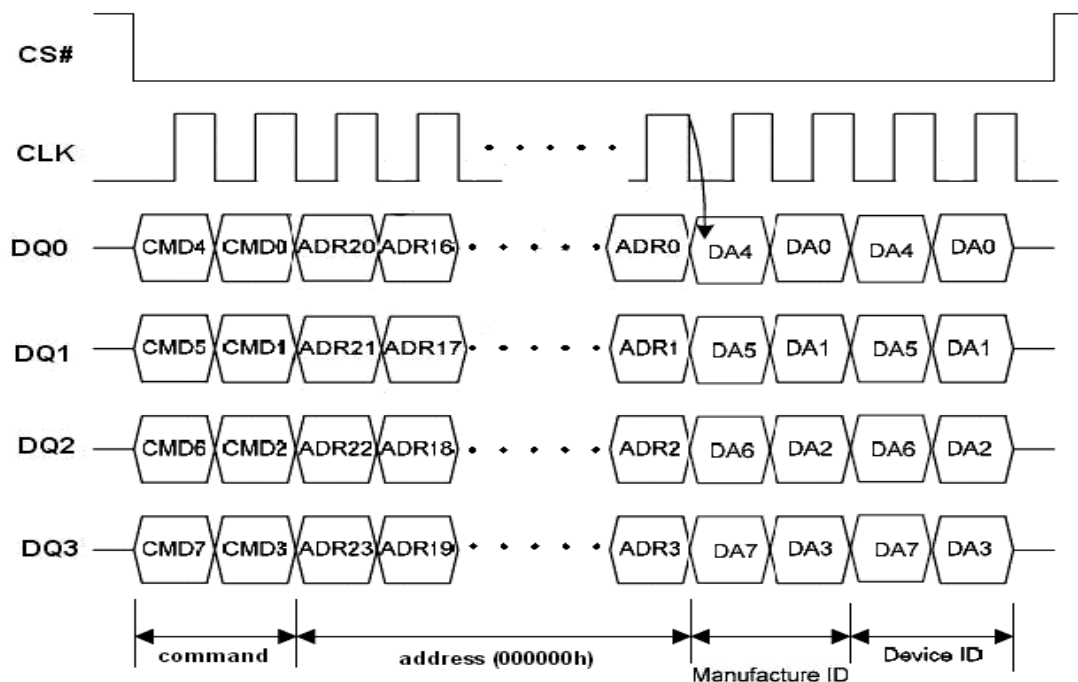 CS#
CLK
DQ0 CMD4 CMD0 ADR20 ADR16 ADR0 DA4 DA0 DA4 DA0
DQ1 CMD5 CMD1 ADR21 ADR17 ADR1 DA5 DA1 DA5 DA1
DQ2 CMD6 CMD2 ADR22 ADR18 ADR2 DA6 DA2 DA6 DA2
DQ3 CMD7 CMD3 ADR23 ADR19 ADR3 DA7 DA3 DA7 DA3
command address (000000h) Manufacture ID Device ID